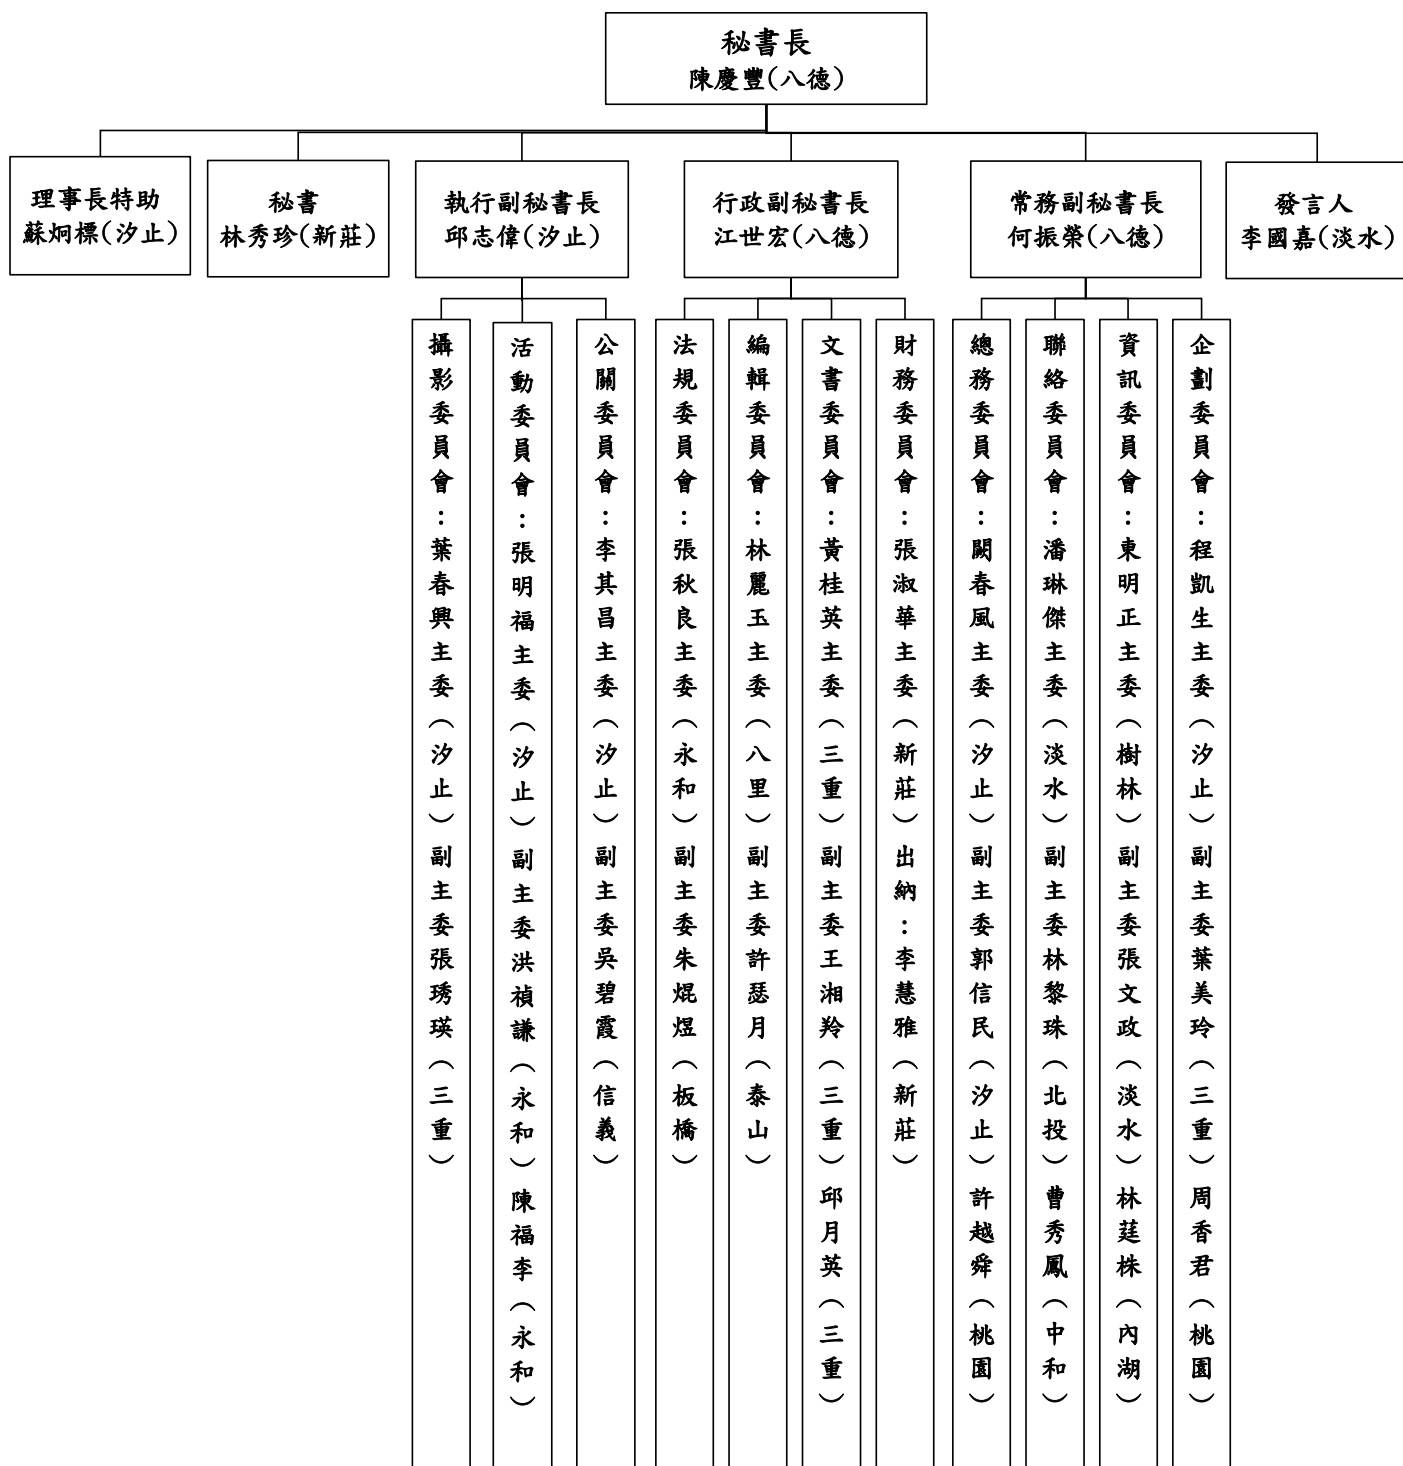 秘書長
陳慶豐(八德)
理事長特助
蘇炯標(汐止)
秘書
林秀珍(新莊)
執行副秘書長
邱志偉(汐止)
行政副秘書長
江世宏(八德)
常務副秘書長
何振榮(八德)
發言人
李國嘉(淡水)
攝影委員會：葉春興主委(汐止)副主委張琇瑛(三重)
活動委員會：張明福主委(汐止)副主委洪禎謙(永和)陳福李(永和)
公關委員會：李其昌主委(汐止)副主委吳碧霞(信義)
法規委員會：張秋良主委(永和)副主委朱焜煜(板橋)
編輯委員會：林麗玉主委(八里)副主委許瑟月(泰山)
文書委員會：黃桂英主委(三重)副主委王湘羚(三重)邱月英(三重)
財務委員會：張淑華主委(新莊)出納：李慧雅(新莊)
總務委員會：闕春風主委(汐止)副主委郭信民(汐止)許越舜(桃園)
聯絡委員會：潘琳傑主委(淡水)副主委林黎珠(北投)曹秀鳳(中和)
資訊委員會：東明正主委(樹林)副主委張文政(淡水)林莛株(內湖)
企劃委員會：程凱生主委(汐止)副主委葉美玲(三重)周香君(桃園)